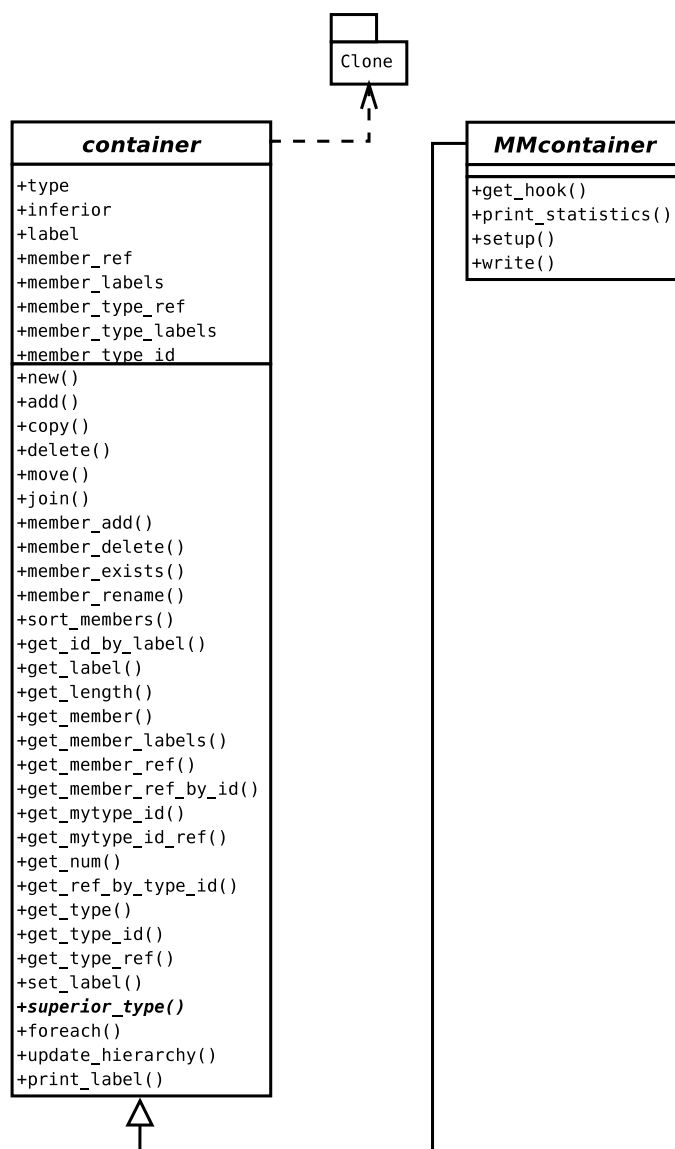 Clone
container
+type
+inferior
+label
+member_ref
+member_labels
+member_type_ref
+member_type_labels
+member_type_id
+new()
+add()
+copy()
+delete()
+move()
+join()
+member_add()
+member_delete()
+member_exists()
+member_rename()
+sort_members()
+get_id_by_label()
+get_label()
+get_length()
+get_member()
+get_member_labels()
+get_member_ref()
+get_member_ref_by_id()
+get_mytype_id()
+get_mytype_id_ref()
+get_num()
+get_ref_by_type_id()
+get_type()
+get_type_id()
+get_type_ref()
+set_label()
+superior_type()
+foreach()
+update_hierarchy()
+print_label()
MMcontainer
+get_hook()
+print_statistics()
+setup()
+write()